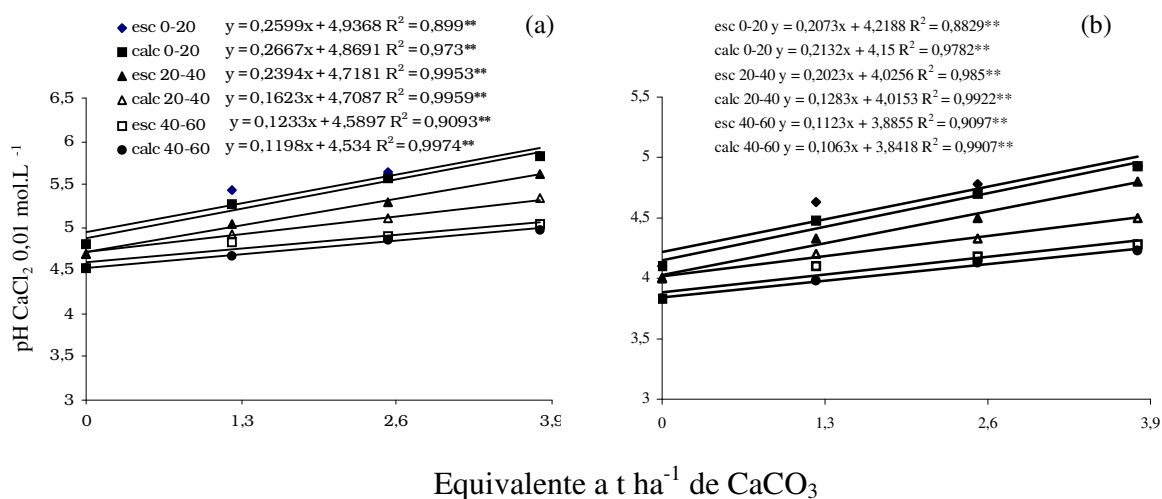 esc 0-20 y = 0,2599x + 4,9368 R² = 0,899**
calc 0-20 y = 0,2667x + 4,8691 R² = 0,973**
esc 20-40 y = 0,2394x + 4,7181 R² = 0,9953**
calc 20-40 y = 0,1623x + 4,7087 R² = 0,9959**
esc 40-60 y = 0,1233x + 4,5897 R² = 0,9093**
calc 40-60 y = 0,1198x + 4,534 R² = 0,9974**
(a)
6,5
6
5,5
5
4,5
4
3,5
3
0 1,3 2,6 3,9
pH CaCl₂ 0,01 mol.L⁻¹
esc 0-20 y = 0,2073x + 4,2188 R² = 0,8829**
calc 0-20 y = 0,2132x + 4,15 R² = 0,9782**
esc 20-40 y = 0,2023x + 4,0256 R² = 0,985**
calc 20-40 y = 0,1283x + 4,0153 R² = 0,9922**
esc 40-60 y = 0,1123x + 3,8855 R² = 0,9097**
calc 40-60 y = 0,1063x + 3,8418 R² = 0,9907**
(b)
5,5
5
4,5
4
3,5
3
0 1,3 2,6 3,9
Equivalente a t ha⁻¹ de CaCO₃